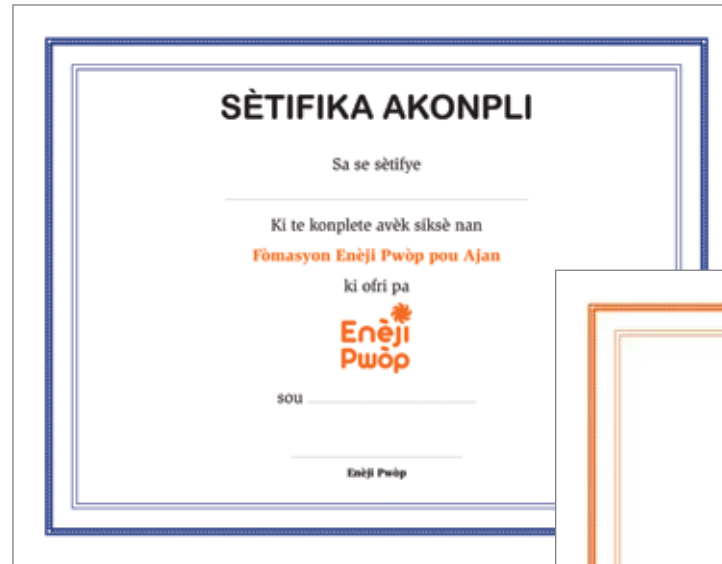 SÈTIFIKA AKONPLI
Sa se sètifye
Ki te konplete avèk siksè nan
Fòmasyon Enèji Pwòp pou Ajan
ki ofri pa
Enèji
Pwòp
sou
Enèji Pwòp